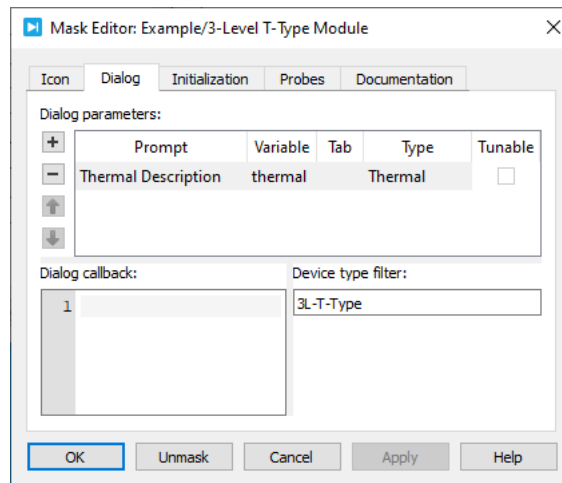 Mask Editor: Example/3-Level T-Type Module
Icon Dialog Initialization Probes Documentation
Dialog parameters:
Prompt Variable Tab Type Tunable
Thermal Description thermal Thermal
Dialog callback: Device type filter:
1 3L-T-Type
OK Unmask Cancel Apply Help